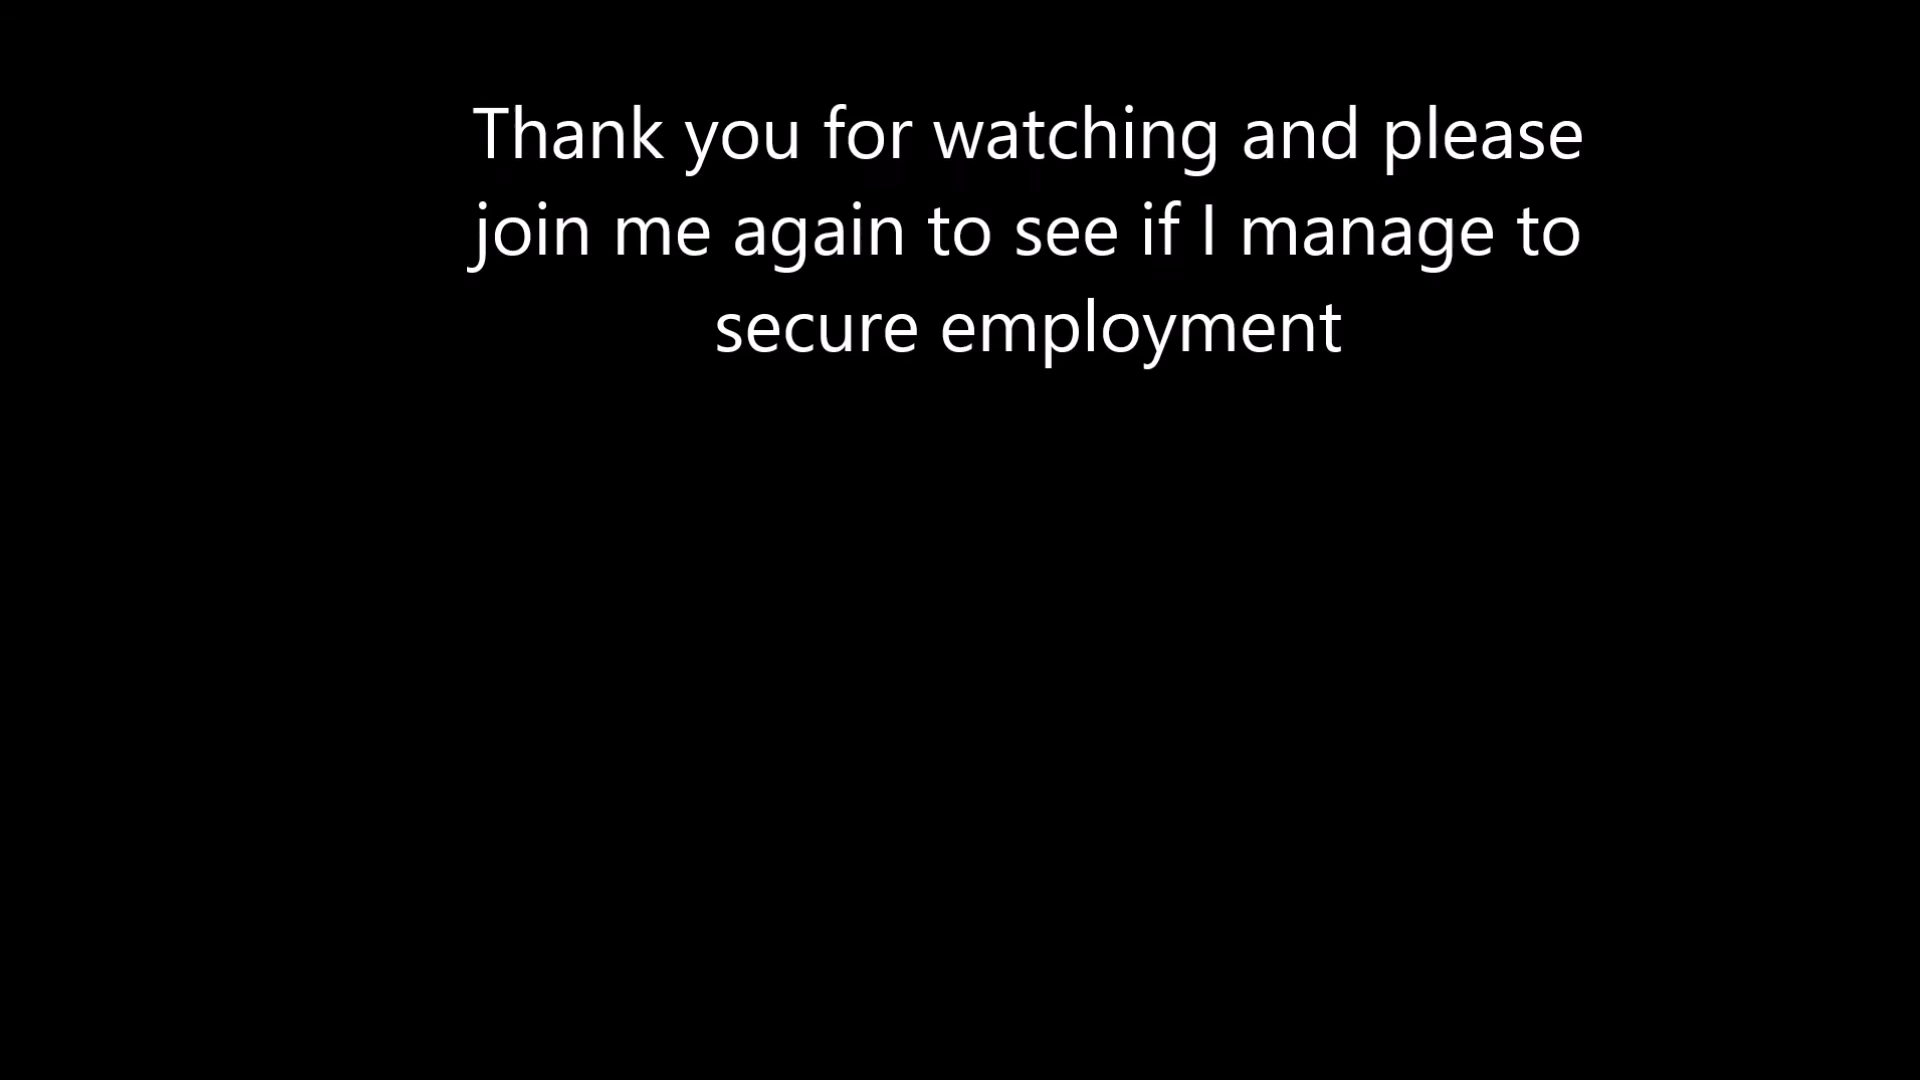 Thank you for watching and please
join me again to see if I manage to
secure employment